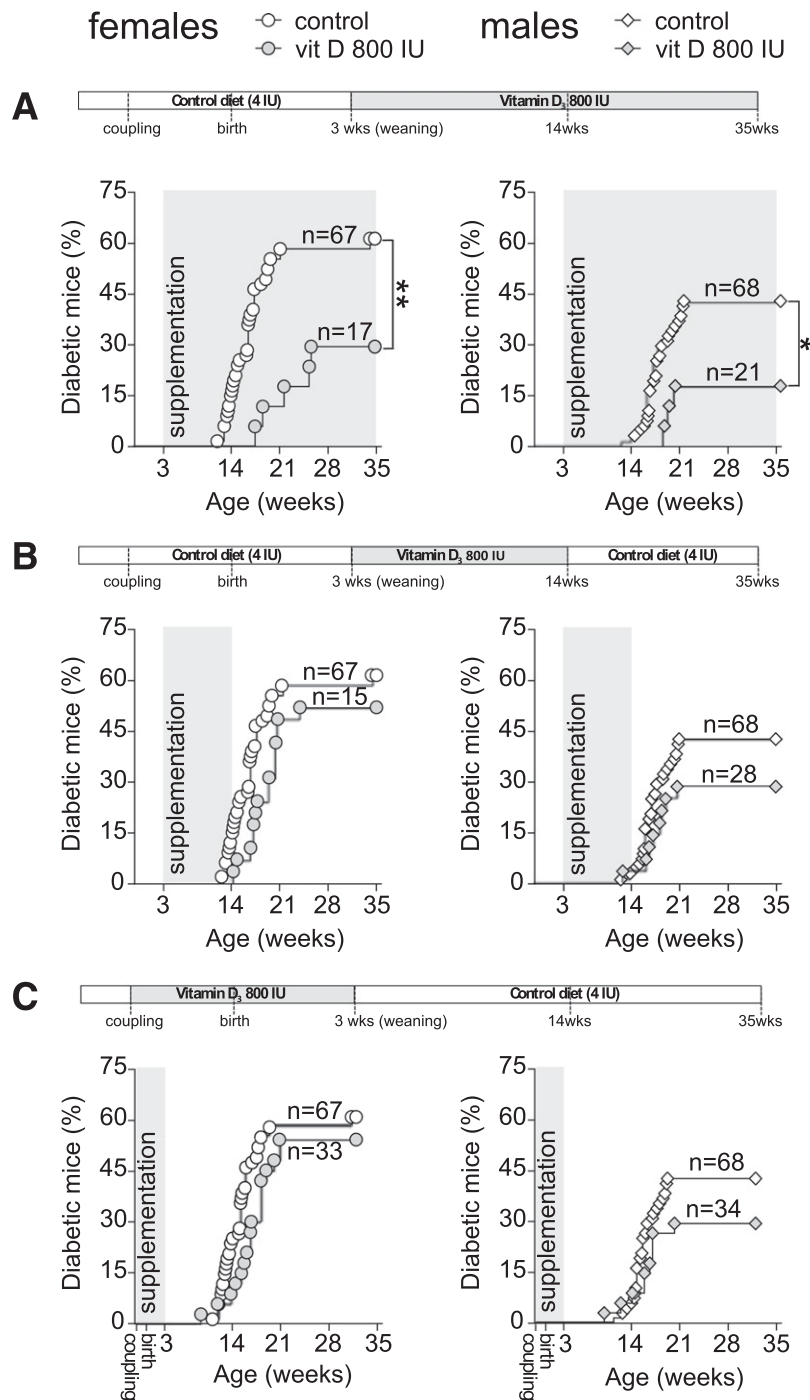 females
control
vit D 800 IU
males
control
vit D 800 IU
A
Control diet (4 IU)
Vitamin D3 800 IU
coupling
birth
3 wks (weaning)
14wks
35wks
Diabetic mice (%)
75
60
45
30
15
0
supplementation
n=67
n=17
**
3
14
21
28
35
Age (weeks)
Diabetic mice (%)
75
60
45
30
15
0
supplementation
n=68
n=21
*
3
14
21
28
35
Age (weeks)
B
Control diet (4 IU)
Vitamin D3 800 IU
Control diet (4 IU)
coupling
birth
3 wks (weaning)
14wks
35wks
Diabetic mice (%)
75
60
45
30
15
0
supplementation
n=67
n=15
3
14
21
28
35
Age (weeks)
Diabetic mice (%)
75
60
45
30
15
0
supplementation
n=68
n=28
3
14
21
28
35
Age (weeks)
C
Vitamin D3 800 IU
Control diet (4 IU)
coupling
birth
3 wks (weaning)
14wks
35wks
Diabetic mice (%)
75
60
45
30
15
0
supplementation
n=67
n=33
coupling
birth
3
14
21
28
35
Age (weeks)
Diabetic mice (%)
75
60
45
30
15
0
supplementation
n=68
n=34
coupling
birth
3
14
21
28
35
Age (weeks)